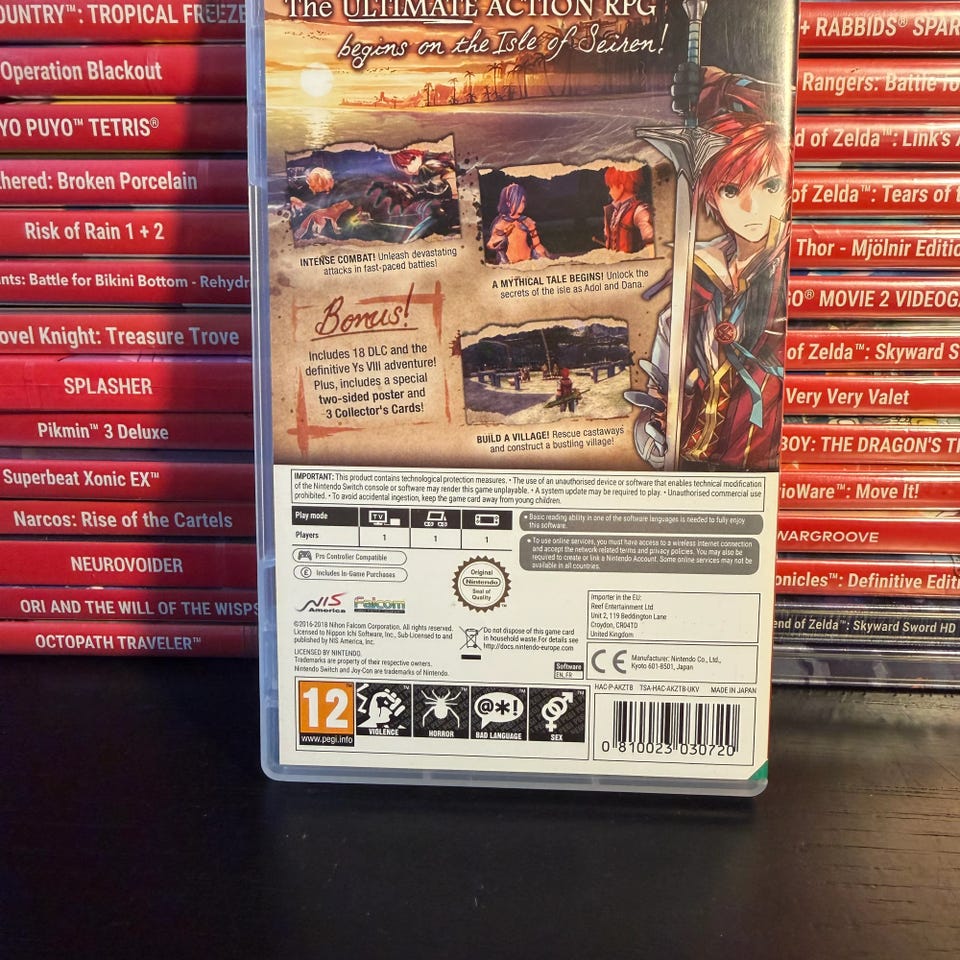 The ULTIMATE ACTION RPG
begins on the Isle of Seiren!
INTENSE COMBAT! Unleash devastating
attacks in fast-paced battles!
A MYTHICAL TALE BEGINS! Unlock the
secrets of the isle as Adol and Dana.
Bonus!
Includes 18 DLC and the
definitive Ys VIII adventure!
Plus, includes a special
two-sided poster and
3 Collector's Cards!
BUILD A VILLAGE! Rescue castaways
and construct a bustling village!
IMPORTANT: This product contains technological protection measures. • The use of an unauthorised device or software that enables technical modification
of the Nintendo Switch console or software may render this game unplayable. • A system update may be required to play. • Unauthorised commercial use
prohibited. • To avoid accidental ingestion, keep the game card away from young children.
Play mode
TV
Players
1
1
1
• Basic reading ability in one of the software languages is needed to fully enjoy
this software.
• To use online services, you must have access to a wireless internet connection
and accept the network-related terms and privacy policies. You may also be
required to create or link a Nintendo Account. Some online services may not be
available in all countries.
Pro Controller Compatible
Includes In-Game Purchases
Original
Nintendo
Seal of
Quality
NIS
America
Falcom
©2016-2018 Nihon Falcom Corporation. All rights reserved.
Licensed to Nippon Ichi Software, Inc., Sub-Licensed to and
published by NIS America, Inc.
LICENSED BY NINTENDO.
Trademarks are property of their respective owners.
Nintendo Switch and Joy-Con are trademarks of Nintendo.
Do not dispose of this game card
in household waste. For details see
http://docs.nintendo-europe.com
Software
EN, FR
Importer in the EU:
Reef Entertainment Ltd
Unit 2, 119 Beddington Lane
Croydon, CR04TD
United Kingdom
CE
Manufacturer: Nintendo Co., Ltd.,
Kyoto 601-8501, Japan
HAC-P-AKZTB TSA-HAC-AKZTB-UKV MADE IN JAPAN
12
www.pegi.info
VIOLENCE
HORROR
@*!
BAD LANGUAGE
SEX
0 810023 030720
OUNTRY™: TROPICAL FREEZE
Operation Blackout
YO PUYO™ TETRIS®
hered: Broken Porcelain
Risk of Rain 1 + 2
nts: Battle for Bikini Bottom - Rehydr
ovel Knight: Treasure Trove
SPLASHER
Pikmin™ 3 Deluxe
Superbeat Xonic EX™
Narcos: Rise of the Cartels
NEUROVOIDER
ORI AND THE WILL OF THE WISPS
OCTOPATH TRAVELER™
+ RABBIDS® SPAR
Rangers: Battle fo
d of Zelda™: Link's
of Zelda™: Tears of t
Thor - Mjölnir Editio
GO® MOVIE 2 VIDEOGA
of Zelda™: Skyward S
Very Very Valet
BOY: THE DRAGON'S T
ioWare™: Move It!
WARGROOVE
onicles™: Definitive Editi
end of Zelda™: Skyward Sword HD